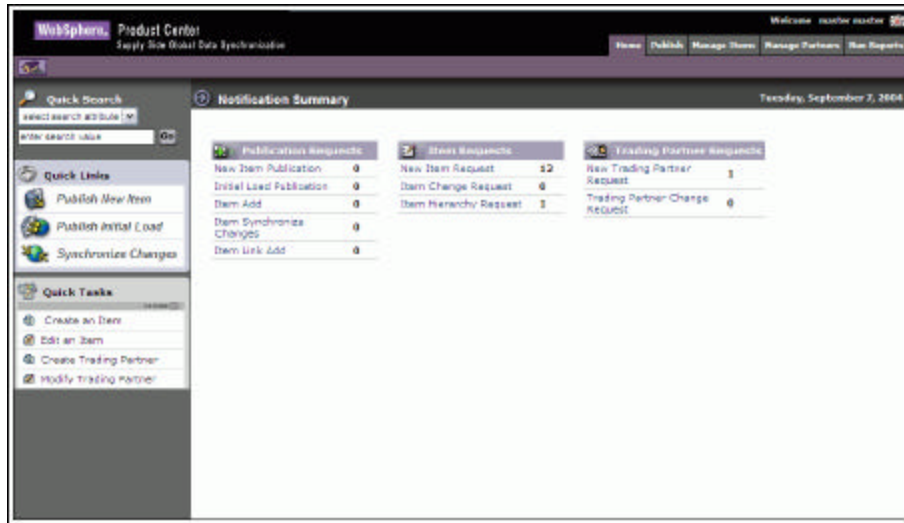 WebSphere. Product Center
Supply Side Global Data Synchronization
Welcome master master
Home Publish Manage Items Manage Partners Run Reports
Quick Search
select search attribute
enter search value Go
Notification Summary
Tuesday, September 7, 2004
Quick Links
Publish New Item
Publish Initial Load
Synchronize Changes
Quick Tasks
Create an Item
Edit an Item
Create Trading Partner
Modify Trading Partner
Publication Requests
New Item Publication 0
Initial Load Publication 0
Item Add 0
Item Synchronize
Changes 0
Item Link Add 0
Item Requests
New Item Request 12
Item Change Request 0
Item Hierarchy Request 1
Trading Partner Requests
New Trading Partner
Request 1
Trading Partner Change
Request 0